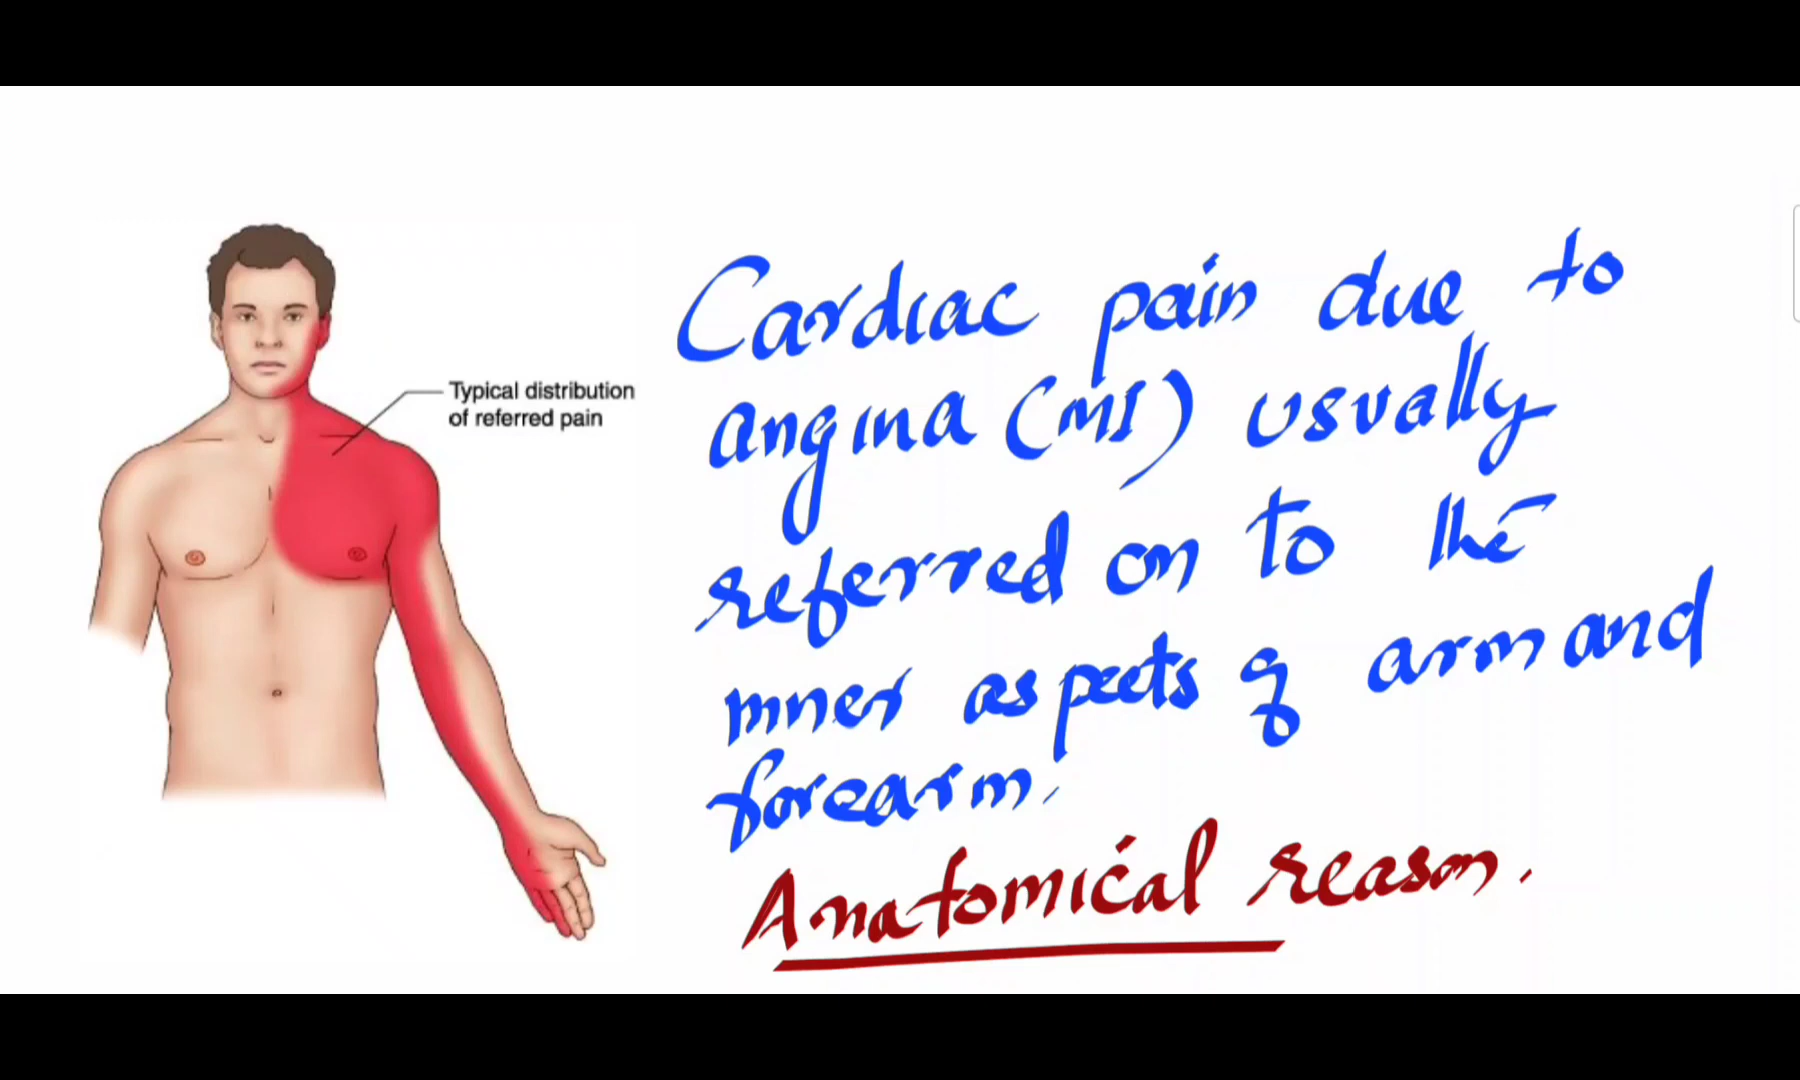 Typical distribution
of referred pain
Cardiac pain due to
angina (MI) usually
referred on to the
inner aspects of arm and
forearm.
Anatomical reason.